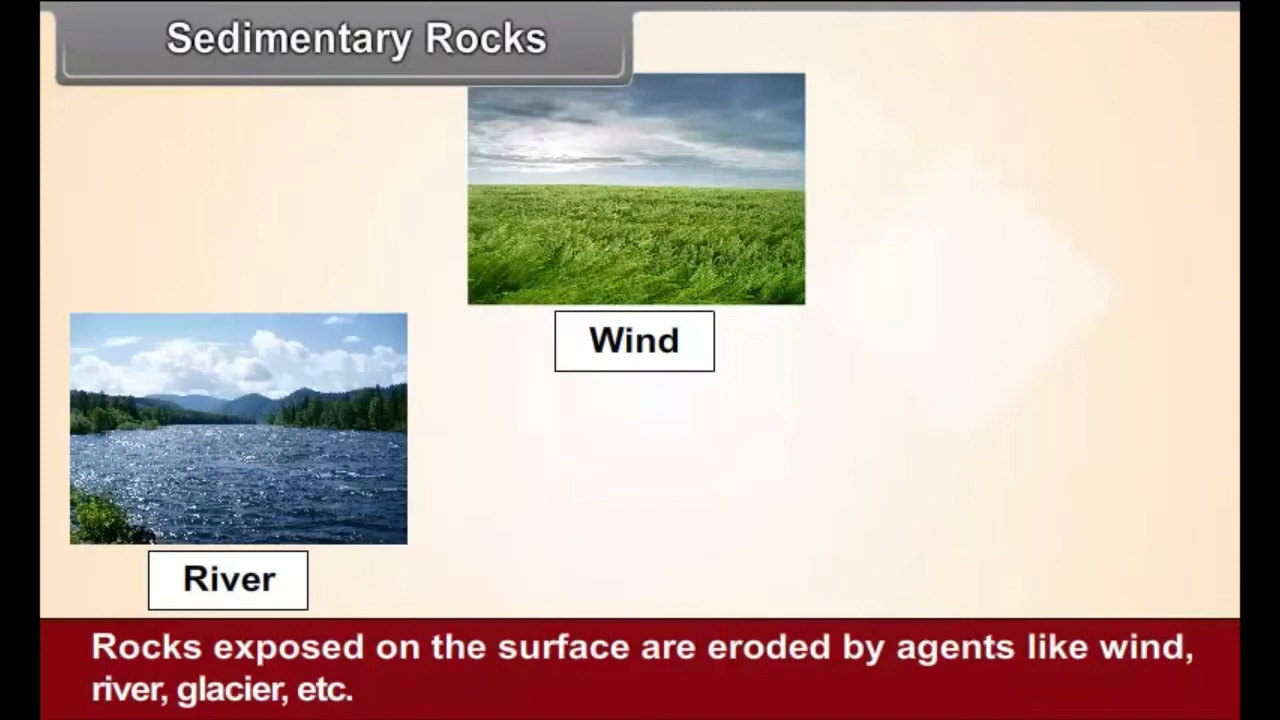 Sedimentary Rocks
Wind
River
Rocks exposed on the surface are eroded by agents like wind,
river, glacier, etc.